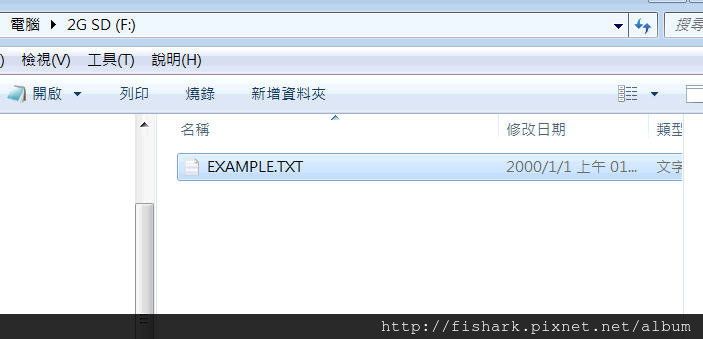 電腦 2G SD (F:) 搜尋
) 檢視(V) 工具(T) 說明(H)
開啟 列印 燒錄 新增資料夾
名稱 修改日期 類型
EXAMPLE.TXT 2000/1/1 上午 01... 文字
http://fishark.pixnet.net/album